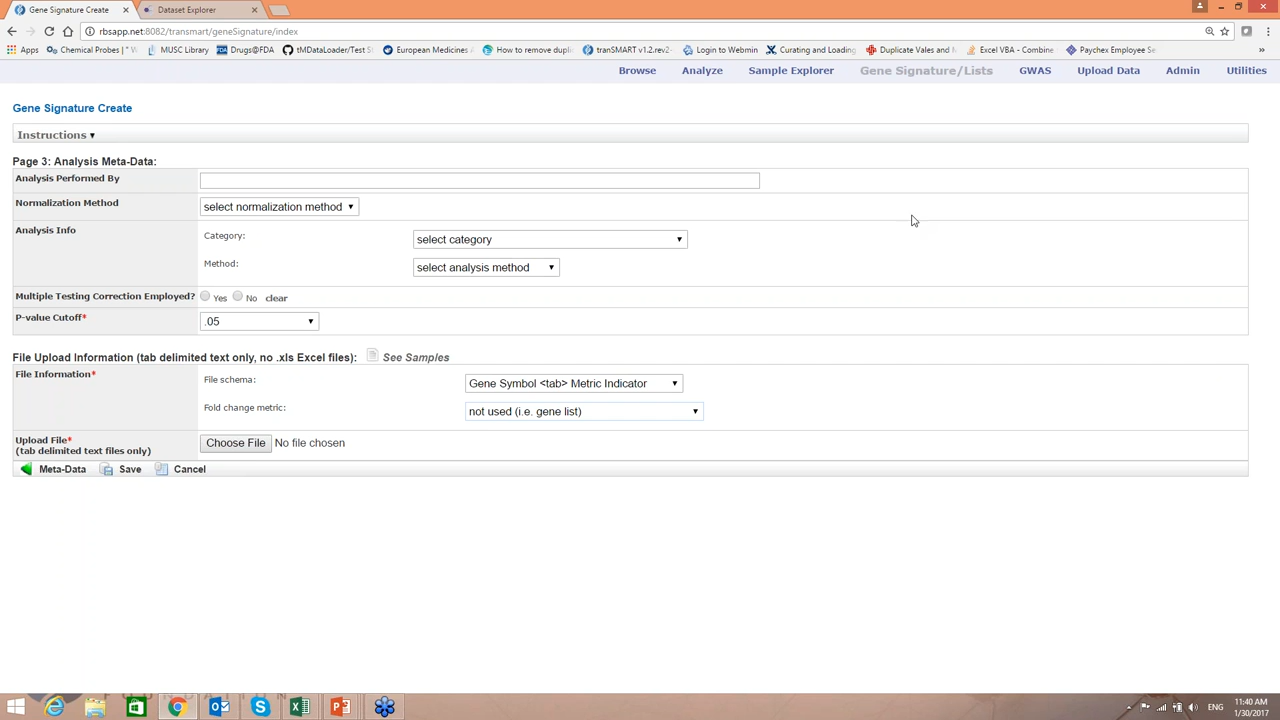 Gene Signature Create
Dataset Explorer
rbsapp.net:8082/transmart/geneSignature/index
Apps
Chemical Probes | " W
MUSC Library
Drugs@FDA
tMDataLoader/Test S
European Medicines A
How to remove dupli
tranSMART v1.2.rev2
Login to Webmin
Curating and Loading
Duplicate Vales and M
Excel VBA - Combine
Paychex Employee Se
»
Browse
Analyze
Sample Explorer
Gene Signature/Lists
GWAS
Upload Data
Admin
Utilities
Gene Signature Create
Instructions
Page 3: Analysis Meta-Data:
Analysis Performed By
Normalization Method
select normalization method
Analysis Info
Category:
select category
Method:
select analysis method
Multiple Testing Correction Employed?
Yes
No
clear
P-value Cutoff*
.05
File Upload Information (tab delimited text only, no .xls Excel files):
See Samples
File Information*
File schema:
Gene Symbol <tab> Metric Indicator
Fold change metric:
not used (i.e. gene list)
Upload File*
(tab delimited text files only)
Choose File
No file chosen
Meta-Data
Save
Cancel
ENG
11:40 AM
1/30/2017